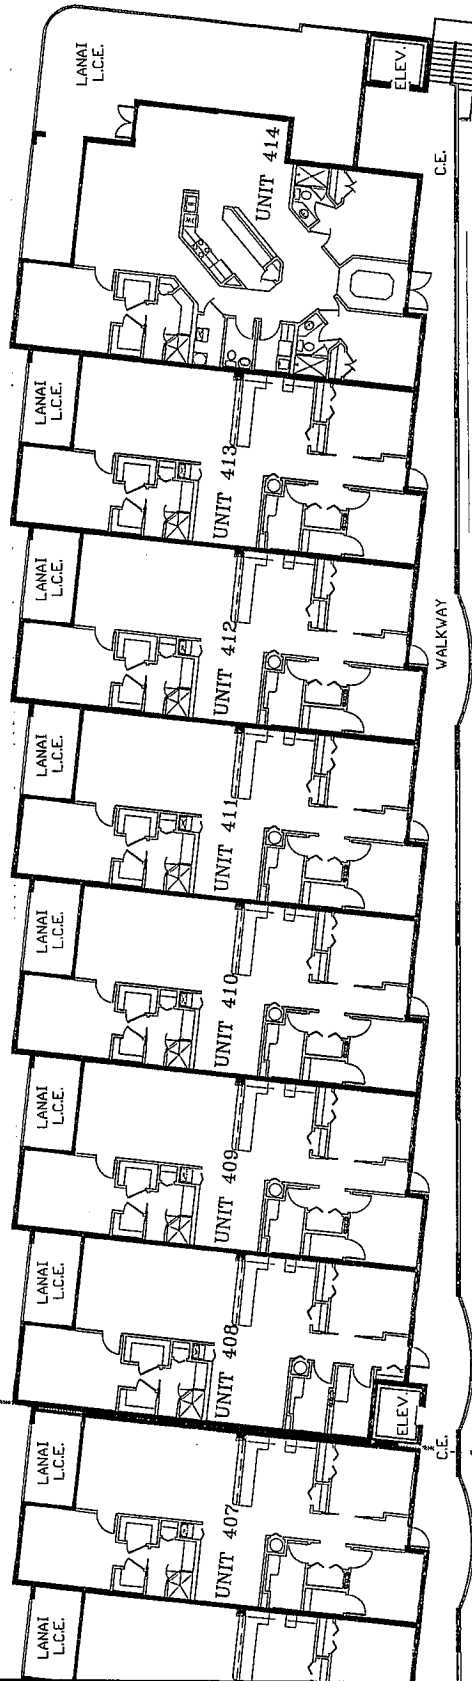 LANAI
L.C.E.
ELEV.
C.E.
UNIT 414
LANAI
L.C.E.
UNIT 413
LANAI
L.C.E.
UNIT 412
WALKWAY
LANAI
L.C.E.
UNIT 411
LANAI
L.C.E.
UNIT 410
LANAI
L.C.E.
UNIT 409
LANAI
L.C.E.
UNIT 408
ELEV.
C.E.
LANAI
L.C.E.
UNIT 407
LANAI
L.C.E.